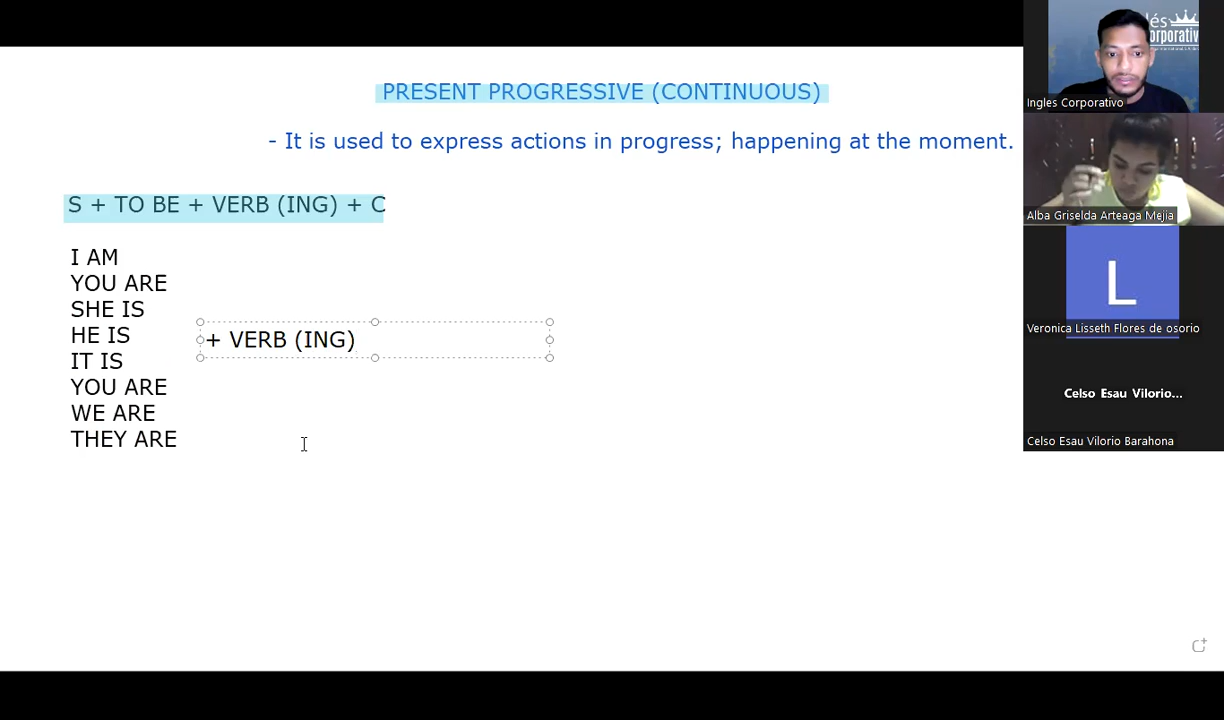 PRESENT PROGRESSIVE (CONTINUOUS)
- It is used to express actions in progress; happening at the moment.
S + TO BE + VERB (ING) + C
I AM
YOU ARE
SHE IS
HE IS
IT IS
YOU ARE
WE ARE
THEY ARE
+ VERB (ING)
Ingles Corporativo
Alba Griselda Arteaga Mejia
L
Veronica Lisseth Flores de osorio
Celso Esau Vilorio...
Celso Esau Vilorio Barahona